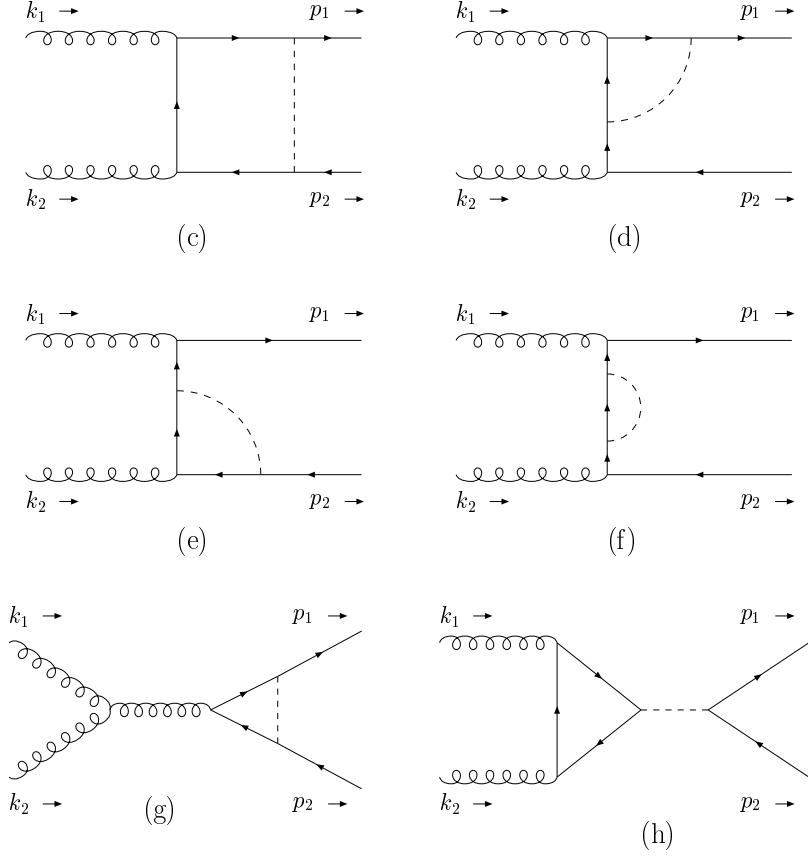 k₁ p₁
k₁ p₁
k₂ p₂
k₂ p₂
(c)
(d)
k₁ p₁
k₁ p₁
k₂ p₂
k₂ p₂
(e)
(f)
k₁ p₁
k₁ p₁
k₂ p₂
k₂ p₂
(g)
(h)